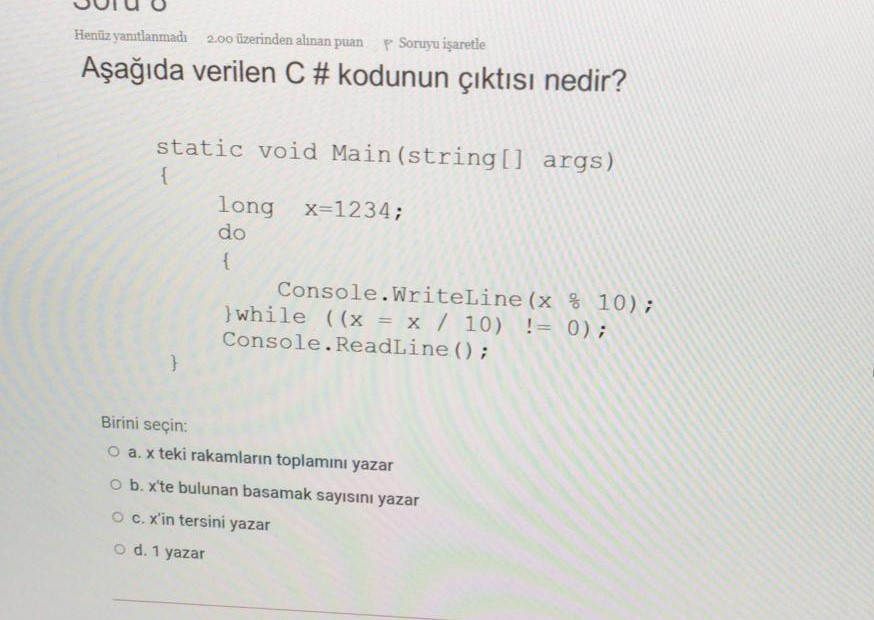 Soru 8
Henüz yanıtlanmadı 2.00 üzerinden alınan puan Soruyu işaretle
Aşağıda verilen C # kodunun çıktısı nedir?
static void Main(string[] args)
{
long x=1234;
do
{
Console.WriteLine(x % 10);
}while ((x = x / 10) != 0);
Console.ReadLine();
}
Birini seçin:
a. x teki rakamların toplamını yazar
b. x'te bulunan basamak sayısını yazar
c. x'in tersini yazar
d. 1 yazar